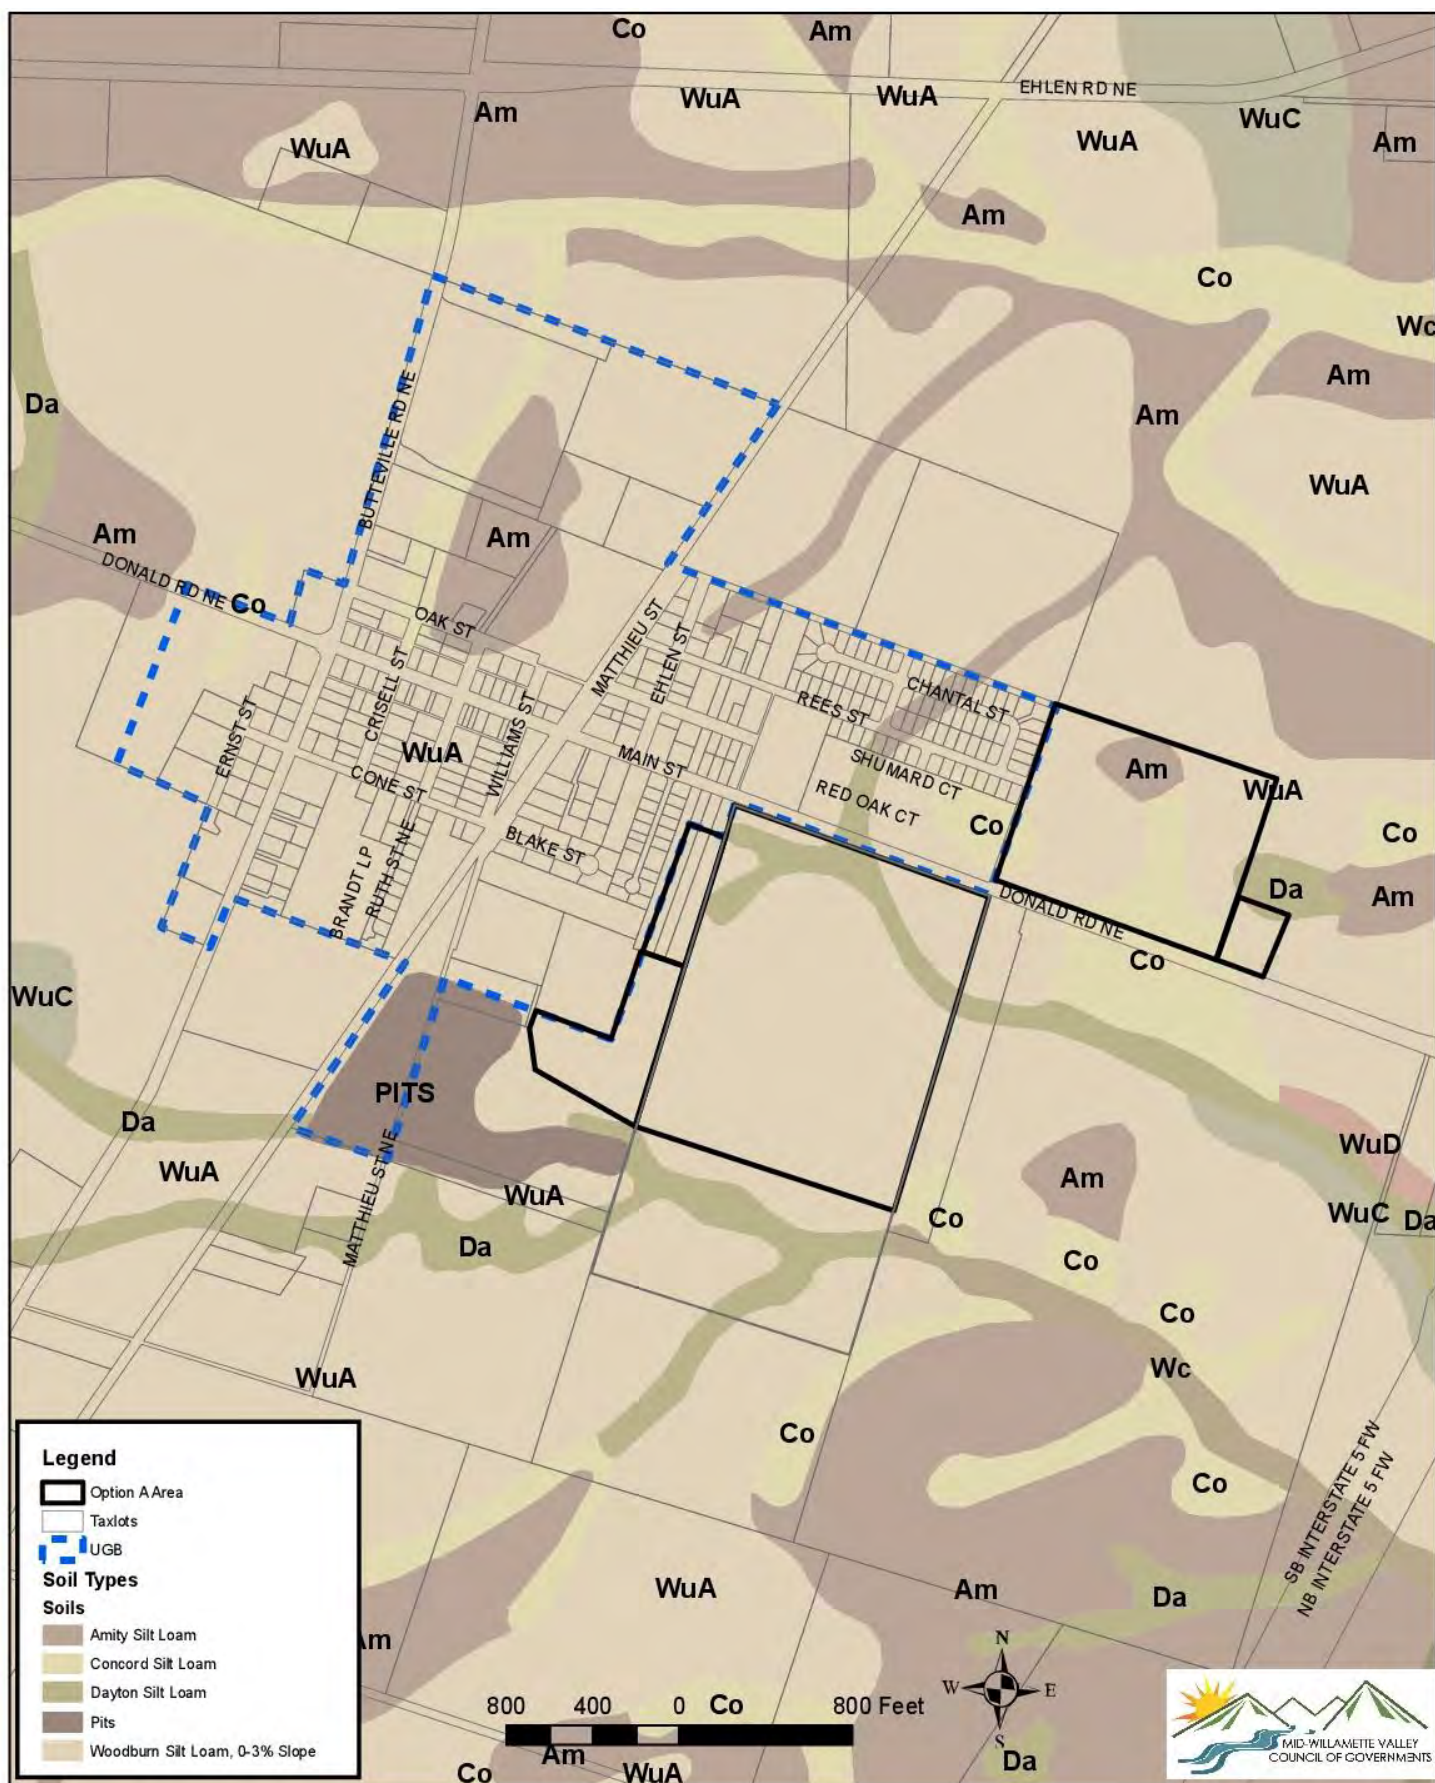 Co
Am
EHLEN RD NE
WuA
WuA
Am
WuC
WuA
Am
WuA
Am
Co
Wc
Am
Da
Am
BUTTEVILLE RD NE
WuA
Am
Am
DONALD RD NE
Co
OAK ST
MATTHIEU ST
EHLEN ST
CHANTAL ST
REES ST
CRISELL ST
WILLIAMS ST
ERNST ST
WuA
MAIN ST
SHUMARD CT
RED OAK CT
Am
WuA
CONE ST
BLAKE ST
Co
Co
BRANDT LP
RUTH ST NE
Da
Am
DONALD RD NE
Co
WuC
PITS
Da
WuA
MATTHIEU ST NE
WuA
Da
Am
WuD
WuC
Da
Co
Co
Co
Wc
WuA
Co
Co
SB INTERSTATE 5 FW
NB INTERSTATE 5 FW
WuA
Am
Da
Am
Legend
Option A Area
Taxlots
UGB
Soil Types
Soils
Amity Silt Loam
Concord Silt Loam
Dayton Silt Loam
Pits
Woodburn Silt Loam, 0-3% Slope
N
W
E
S
800 400 0 Co 800 Feet
Am
Co
WuA
Da
MID-WILLAMETTE VALLEY
COUNCIL OF GOVERNMENTS